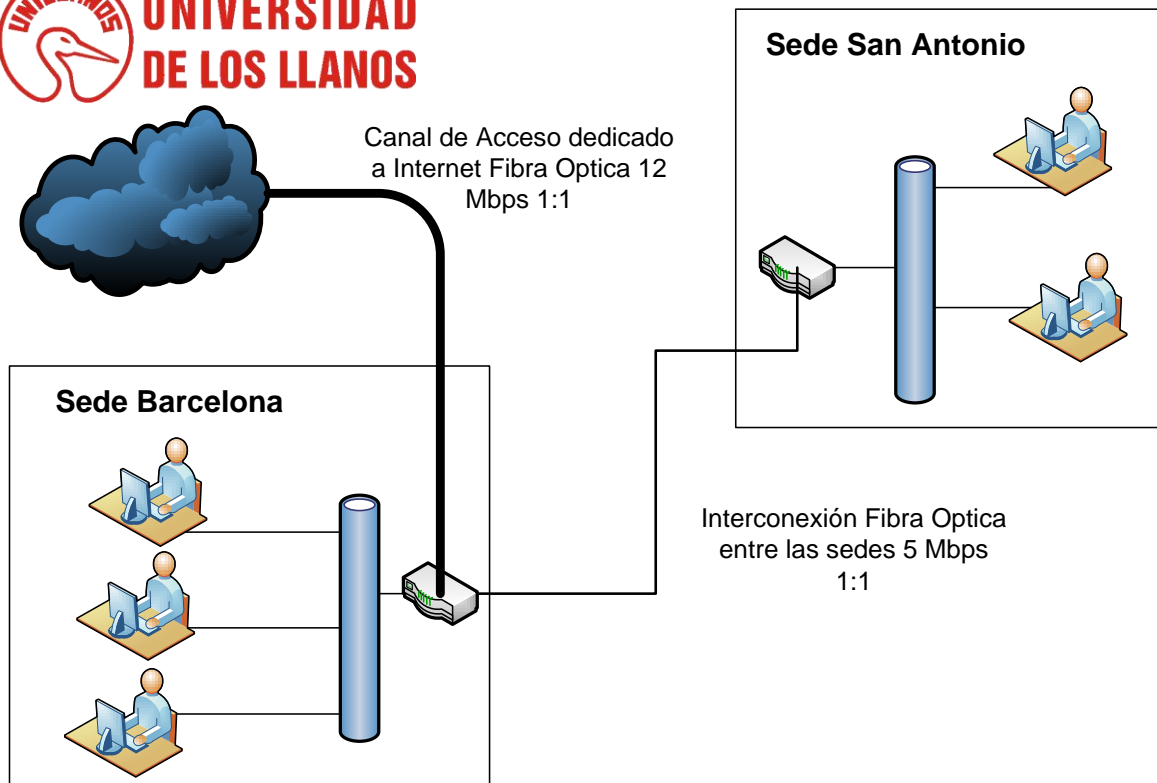 UNILLANOS
UNIVERSIDAD
DE LOS LLANOS
Sede San Antonio
Canal de Acceso dedicado
a Internet Fibra Optica 12
Mbps 1:1
Sede Barcelona
Interconexión Fibra Optica
entre las sedes 5 Mbps
1:1